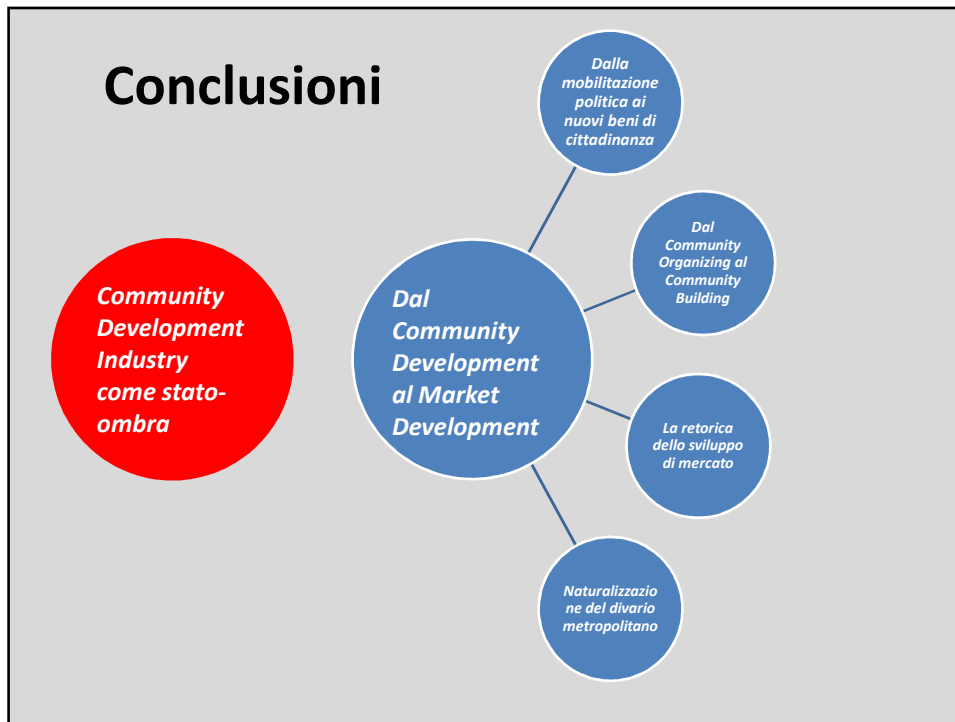 Conclusioni
Community
Development
Industry
come stato-
ombra
Dal
Community
Development
al Market
Development
Dalla
mobilitazione
politica ai
nuovi beni di
cittadinanza
Dal
Community
Organizing al
Community
Building
La retorica
dello sviluppo
di mercato
Naturalizzazio
ne del divario
metropolitano